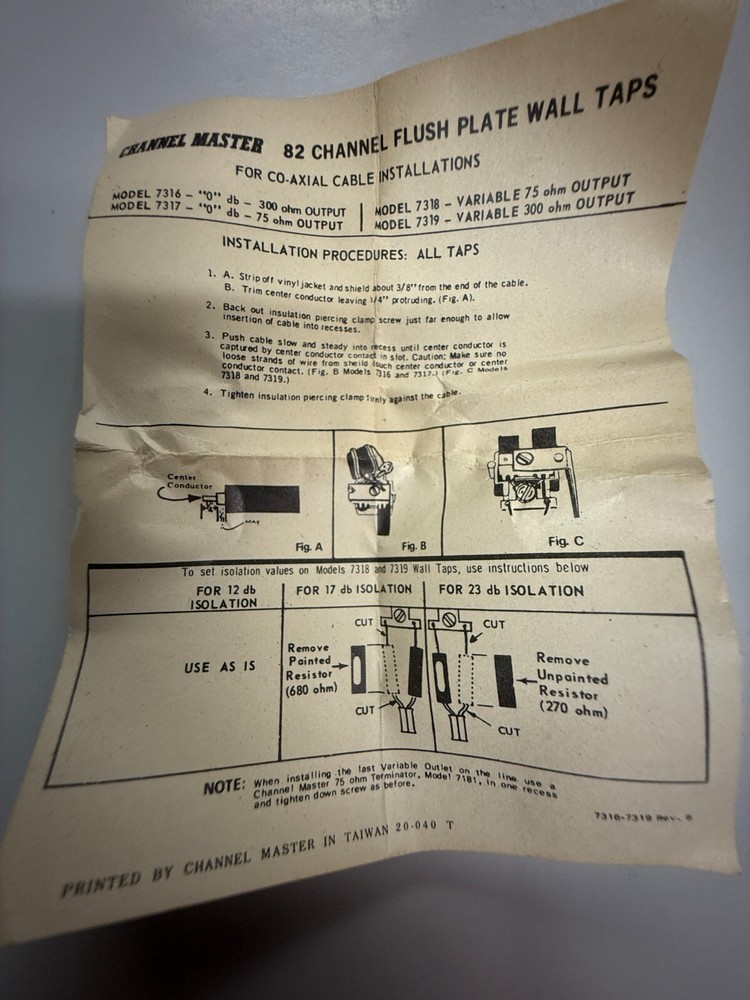 CHANNEL MASTER 82 CHANNEL FLUSH PLATE WALL TAPS
FOR CO-AXIAL CABLE INSTALLATIONS
MODEL 7316 – "0" db – 300 ohm OUTPUT
MODEL 7317 – "0" db – 75 ohm OUTPUT
MODEL 7318 – VARIABLE 75 ohm OUTPUT
MODEL 7319 – VARIABLE 300 ohm OUTPUT
INSTALLATION PROCEDURES: ALL TAPS
1. A. Strip off vinyl jacket and shield about 3/8" from the end of the cable.
B. Trim center conductor leaving 1/4" protruding. (Fig. A).
2. Back out insulation piercing clamp screw just far enough to allow
insertion of cable into recesses.
3. Push cable slow and steady into recess until center conductor is
captured by center conductor contact in slot. Caution: Make sure no
loose strands of wire from sheild touch center conductor or center
conductor contact. (Fig. B Models 7316 and 7317.) (Fig. C Models
7318 and 7319.)
4. Tighten insulation piercing clamp firmly against the cable.
Center
Conductor
MAX
Fig. A
Fig. B
Fig. C
To set isolation values on Models 7318 and 7319 Wall Taps, use instructions below
FOR 12 db
ISOLATION
FOR 17 db ISOLATION
FOR 23 db ISOLATION
USE AS IS
CUT
Remove
Painted
Resistor
(680 ohm)
CUT
CUT
Remove
Unpainted
Resistor
(270 ohm)
CUT
NOTE: When installing the last Variable Outlet on the line use a
Channel Master 75 ohm Terminator, Model 7181, in one recess
and tighten down screw as before.
7316-7319 Rev.
PRINTED BY CHANNEL MASTER IN TAIWAN 20-040 T